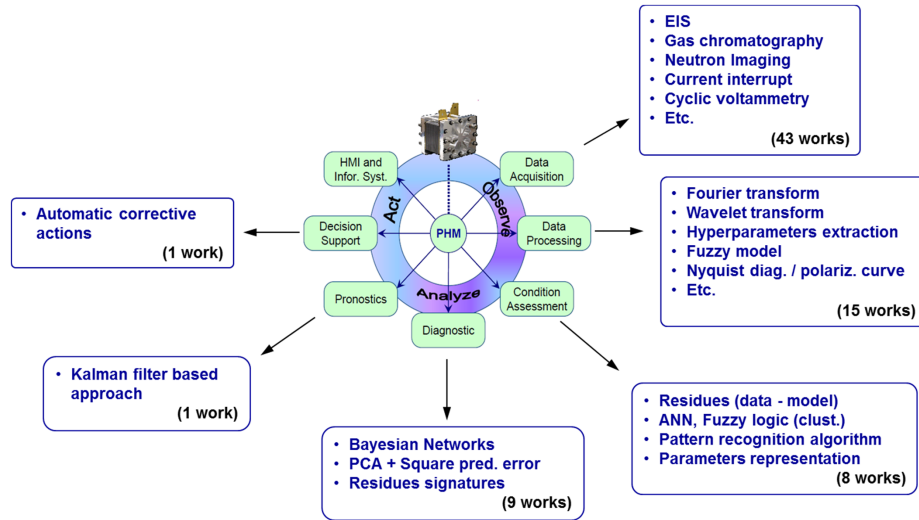 • EIS
• Gas chromatography
• Neutron Imaging
• Current interrupt
• Cyclic voltammetry
• Etc.
(43 works)
HMI and
Infor. Syst.
Data
Acquisition
Act
Observe
Analyze
• Automatic corrective
actions
(1 work)
Decision
Support
PHM
Data
Processing
• Fourier transform
• Wavelet transform
• Hyperparameters extraction
• Fuzzy model
• Nyquist diag. / polariz. curve
• Etc.
(15 works)
Pronostics
Condition
Assessment
Diagnostic
• Kalman filter based
approach
(1 work)
• Bayesian Networks
• PCA + Square pred. error
• Residues signatures
(9 works)
• Residues (data - model)
• ANN, Fuzzy logic (clust.)
• Pattern recognition algorithm
• Parameters representation
(8 works)